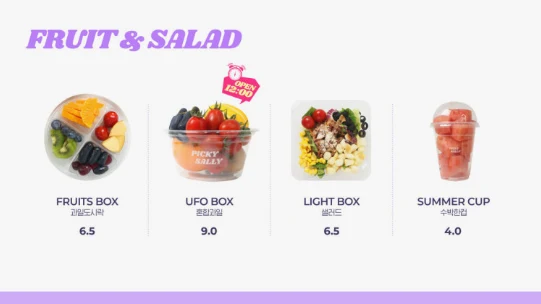 FRUIT & SALAD
OPEN
12:00
PICKY
WALLY
FRUITS BOX
과일도시락
6.5
UFO BOX
혼합과일
9.0
LIGHT BOX
샐러드
6.5
SUMMER CUP
수박한컵
4.0